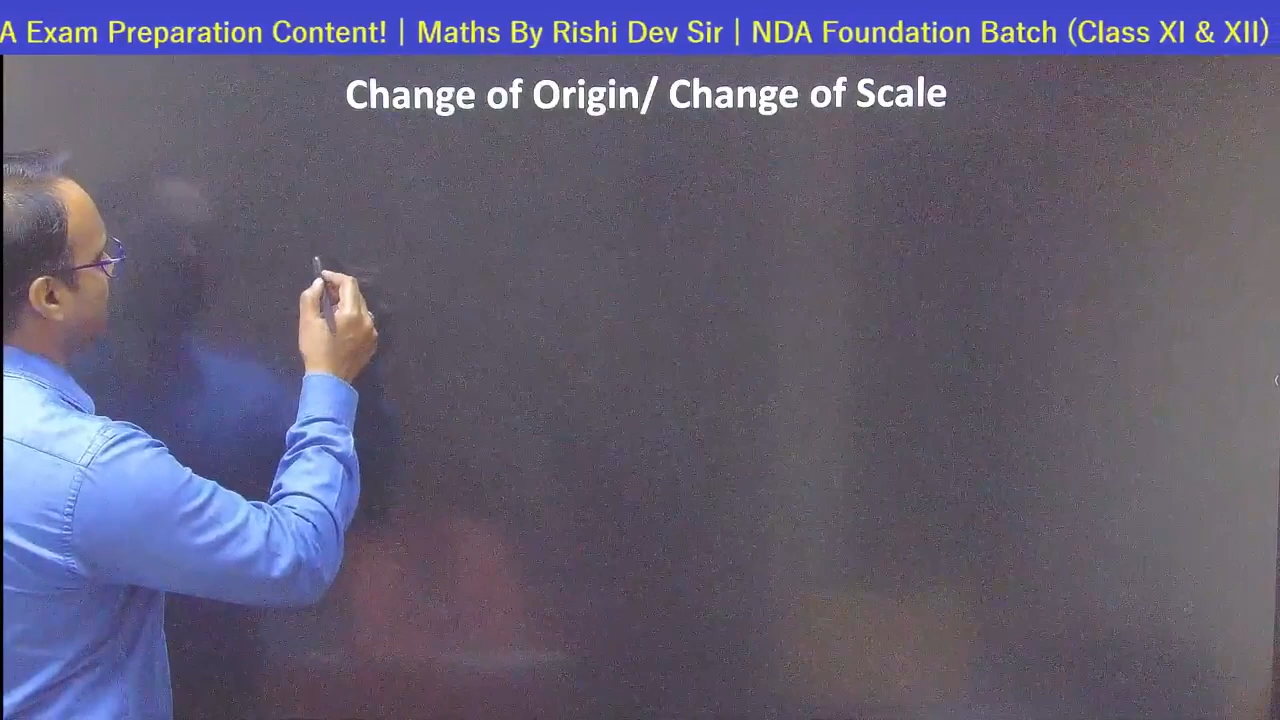 A Exam Preparation Content! | Maths By Rishi Dev Sir | NDA Foundation Batch (Class XI & XII)
Change of Origin/ Change of Scale